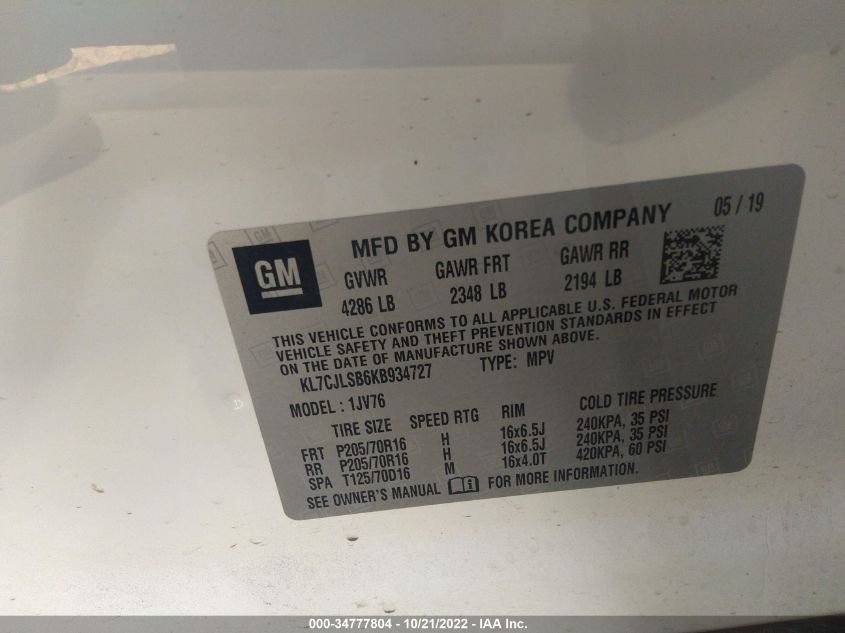 GM
MFD BY GM KOREA COMPANY 05 / 19
GVWR GAWR FRT GAWR RR
4286 LB 2348 LB 2194 LB
THIS VEHICLE CONFORMS TO ALL APPLICABLE U.S. FEDERAL MOTOR
VEHICLE SAFETY AND THEFT PREVENTION STANDARDS IN EFFECT
ON THE DATE OF MANUFACTURE SHOWN ABOVE.
KL7CJLSB6KB934727 TYPE: MPV
MODEL : 1JV76
TIRE SIZE SPEED RTG RIM COLD TIRE PRESSURE
FRT P205/70R16 H 16x6.5J 240KPA, 35 PSI
RR P205/70R16 H 16x6.5J 240KPA, 35 PSI
SPA T125/70D16 M 16x4.0T 420KPA, 60 PSI
SEE OWNER'S MANUAL FOR MORE INFORMATION.
000-34777804 - 10/21/2022 - IAA Inc.